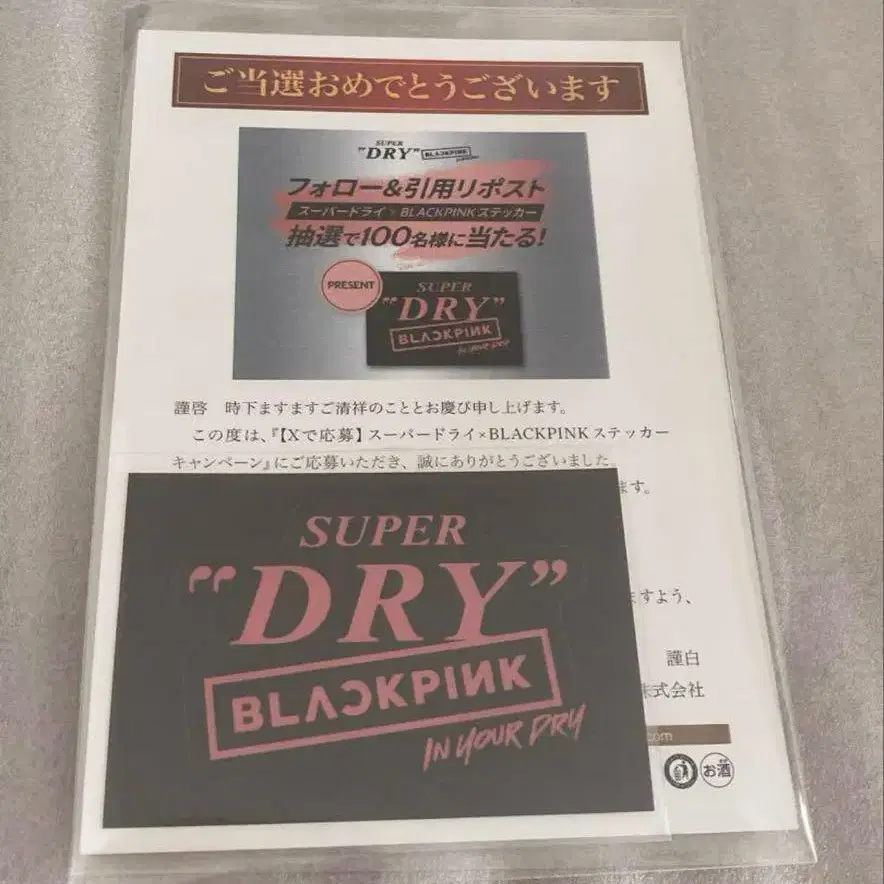 ご当選おめでとうございます
SUPER
"DRY" BLACKPINK
フォロー&引用リポスト
スーパードライ×BLACKPINKステッカー
抽選で100名様に当たる!
PRESENT
SUPER
"DRY"
BLACKPINK
IN YOUR DRY
謹啓 時下ますますご清祥のこととお慶び申し上げます。
この度は、『【Xで応募】スーパードライ×BLACKPINKステッカー
キャンペーン』にご応募いただき、誠にありがとうございました
ます。
ますよう、
謹白
株式会社
.com
お酒
SUPER
"DRY"
BLACKPINK
IN YOUR DRY